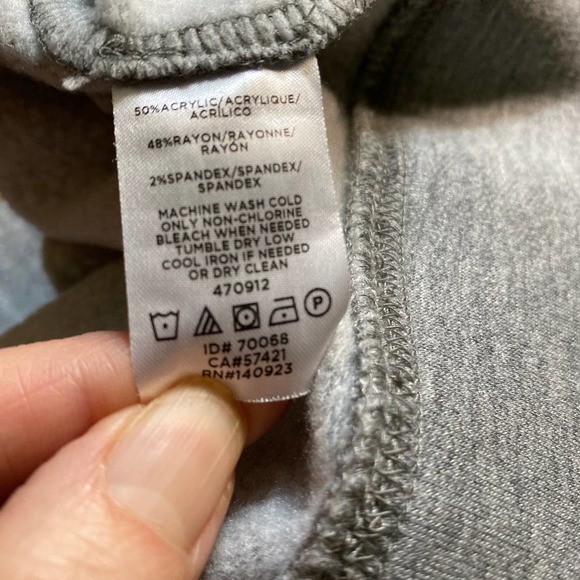 50%ACRYLIC/ACRYLIQUE/
ACRÍLICO
48%RAYON/RAYONNE/
RAYÓN
2%SPANDEX/SPANDEX/
SPANDEX
MACHINE WASH COLD
ONLY NON-CHLORINE
BLEACH WHEN NEEDED
TUMBLE DRY LOW
COOL IRON IF NEEDED
OR DRY CLEAN
470912
P
ID# 70068
CA#57421
RN#140923